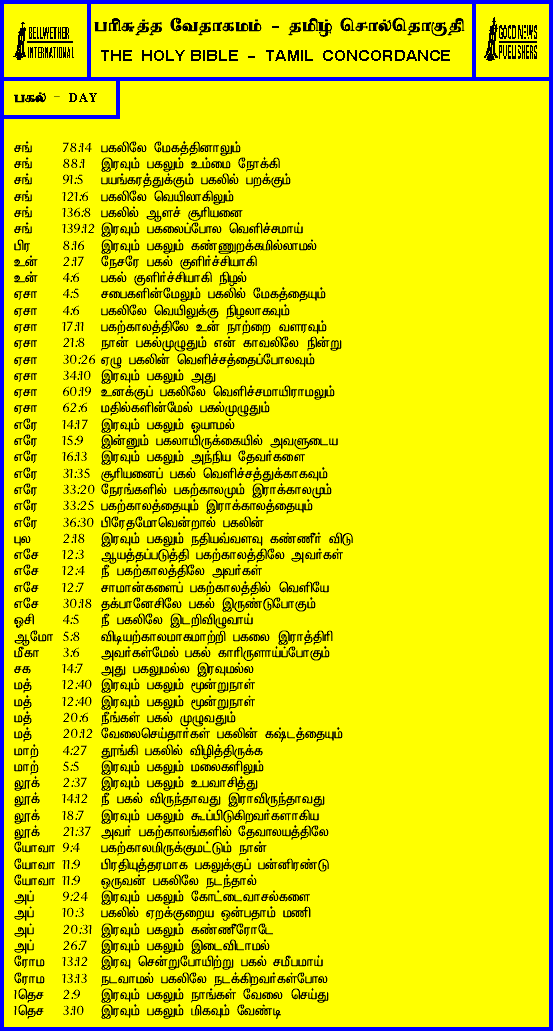 BELLWETHER
INTERNATIONAL
பரிசுத்த வேதாகமம் - தமிழ் சொல்தொகுதி
THE HOLY BIBLE - TAMIL CONCORDANCE
GOOD NEWS
PUBLISHERS
பகல் - DAY
சங் 78:14 பகலிலே மேகத்தினாலும்
சங் 88:1 இரவும் பகலும் உம்மை நோக்கி
சங் 91:5 பயங்கரத்துக்கும் பகலில் பறக்கும்
சங் 121:6 பகலிலே வெயிலாகிலும்
சங் 136:8 பகலில் ஆளச் சூரியனை
சங் 139:12 இரவும் பகலைப்போல வெளிச்சமாய்
பிர 8:16 இரவும் பகலும் கண்ணுறக்கமில்லாமல்
உன் 2:17 நேசரே பகல் குளிர்ச்சியாகி
உன் 4:6 பகல் குளிர்ச்சியாகி நிழல்
ஏசா 4:5 சபைகளின்மேலும் பகலில் மேகத்தையும்
ஏசா 4:6 பகலிலே வெயிலுக்கு நிழலாகவும்
ஏசா 17:11 பகற்காலத்திலே உன் நாற்றை வளரவும்
ஏசா 21:8 நான் பகல்முழுதும் என் காவலிலே நின்று
ஏசா 30:26 ஏழு பகலின் வெளிச்சத்தைப்போலவும்
ஏசா 34:10 இரவும் பகலும் அது
ஏசா 60:19 உனக்குப் பகலிலே வெளிச்சமாயிராமலும்
ஏசா 62:6 மதில்களின்மேல் பகல்முழுதும்
எரே 14:17 இரவும் பகலும் ஓயாமல்
எரே 15:9 இன்னும் பகலாயிருக்கையில் அவளுடைய
எரே 16:13 இரவும் பகலும் அந்நிய தேவர்களை
எரே 31:35 சூரியனைப் பகல் வெளிச்சத்துக்காகவும்
எரே 33:20 நேரங்களில் பகற்காலமும் இராக்காலமும்
எரே 33:25 பகற்காலத்தையும் இராக்காலத்தையும்
எரே 36:30 பிரேதமோவென்றால் பகலின்
புல 2:18 இரவும் பகலும் நதியவ்வளவு கண்ணீர் விடு
எசே 12:3 ஆயத்தப்படுத்தி பகற்காலத்திலே அவர்கள்
எசே 12:4 நீ பகற்காலத்திலே அவர்கள்
எசே 12:7 சாமான்களைப் பகற்காலத்தில் வெளியே
எசே 30:18 தக்பானேசிலே பகல் இருண்டுபோகும்
ஓசி 4:5 நீ பகலிலே இடறிவிழுவாய்
ஆமோ 5:8 விடியற்காலமாகமாற்றி பகலை இராத்திரி
மீகா 3:6 அவர்கள்மேல் பகல் காரிருளாய்ப்போகும்
சக 14:7 அது பகலுமல்ல இரவுமல்ல
மத் 12:40 இரவும் பகலும் மூன்றுநாள்
மத் 12:40 இரவும் பகலும் மூன்றுநாள்
மத் 20:6 நீங்கள் பகல் முழுவதும்
மத் 20:12 வேலைசெய்தார்கள் பகலின் கஷ்டத்தையும்
மாற் 4:27 தூங்கி பகலில் விழித்திருக்க
மாற் 5:5 இரவும் பகலும் மலைகளிலும்
லூக் 2:37 இரவும் பகலும் உபவாசித்து
லூக் 14:12 நீ பகல் விருந்தாவது இராவிருந்தாவது
லூக் 18:7 இரவும் பகலும் கூப்பிடுகிறவர்களாகிய
லூக் 21:37 அவர் பகற்காலங்களில் தேவாலயத்திலே
யோவா 9:4 பகற்காலமிருக்குமட்டும் நான்
யோவா 11:9 பிரதியுத்தரமாக பகலுக்குப் பன்னிரண்டு
யோவா 11:9 ஒருவன் பகலிலே நடந்தால்
அப் 9:24 இரவும் பகலும் கோட்டைவாசல்களை
அப் 10:3 பகலில் ஏறக்குறைய ஒன்பதாம் மணி
அப் 20:31 இரவும் பகலும் கண்ணீரோடே
அப் 26:7 இரவும் பகலும் இடைவிடாமல்
ரோம 13:12 இரவு சென்றுபோயிற்று பகல் சமீபமாய்
ரோம 13:13 நடவாமல் பகலிலே நடக்கிறவர்கள்போல
1தெச 2:9 இரவும் பகலும் நாங்கள் வேலை செய்து
1தெச 3:10 இரவும் பகலும் மிகவும் வேண்டி